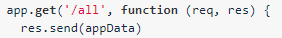 app.get('/all', function (req, res) {
res.send(appData)